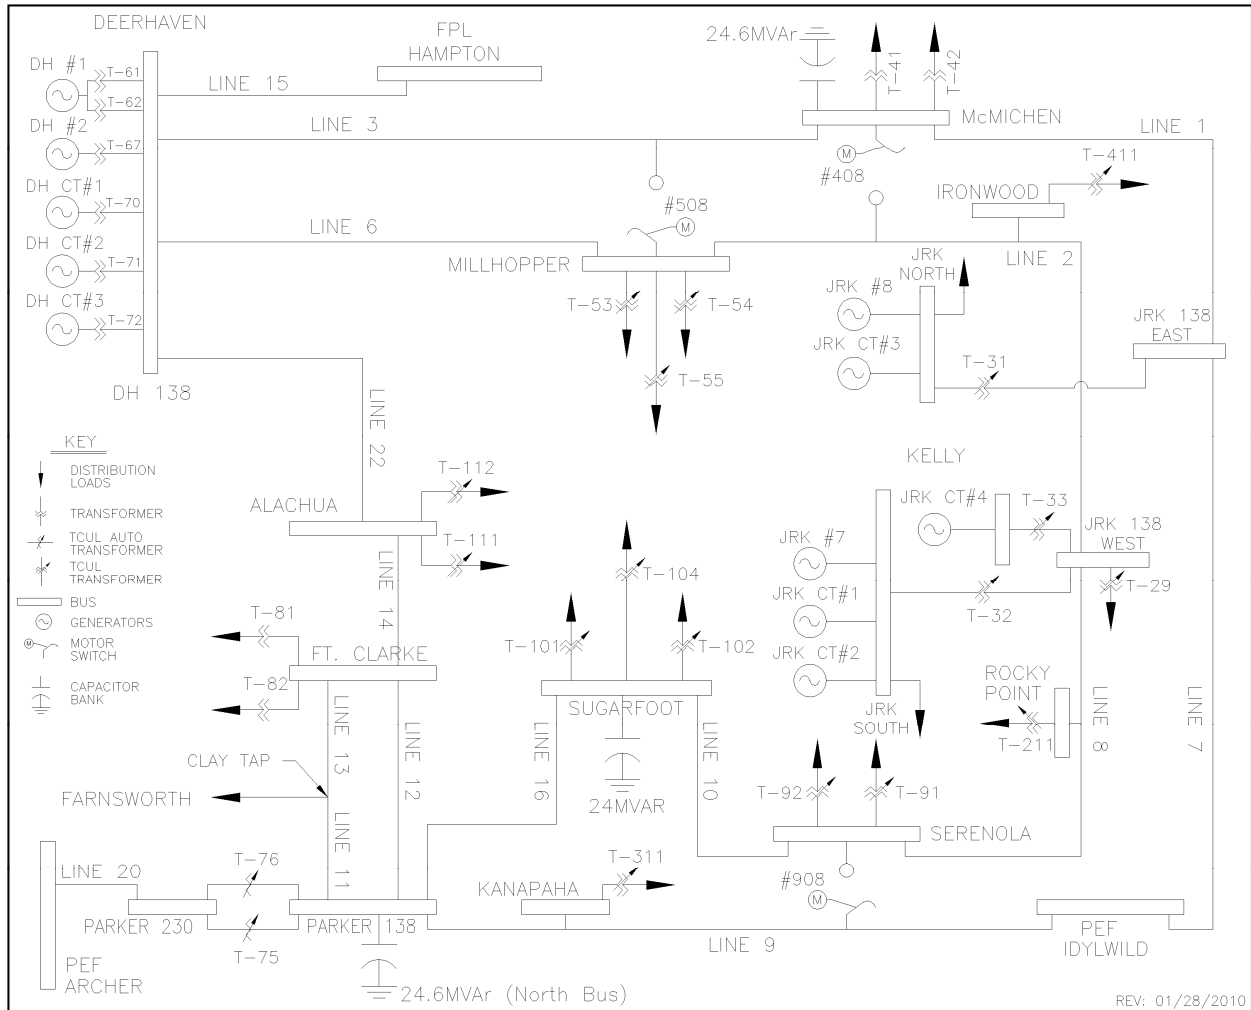 DEERHAVEN
FPL
HAMPTON
24.6MVAr
T-41
T-42
DH #1
T-61
T-62
LINE 15
DH #2
T-67
LINE 3
McMICHEN
LINE 1
M
#408
T-411
IRONWOOD
DH CT#1
T-70
#508
M
LINE 6
LINE 2
DH CT#2
T-71
MILLHOPPER
JRK
NORTH
JRK #8
DH CT#3
T-72
T-53
T-54
JRK 138
EAST
JRK CT#3
T-31
T-55
DH 138
LINE 22
KEY
DISTRIBUTION
LOADS
TRANSFORMER
TCUL AUTO
TRANSFORMER
TCUL
TRANSFORMER
BUS
GENERATORS
M
MOTOR
SWITCH
CAPACITOR
BANK
KELLY
T-112
ALACHUA
T-111
JRK CT#4
T-33
JRK 138
WEST
JRK #7
T-29
T-104
LINE 14
JRK CT#1
T-32
T-81
T-101
T-102
FT. CLARKE
JRK CT#2
T-82
ROCKY
POINT
SUGARFOOT
JRK
SOUTH
T-211
LINE 8
LINE 7
LINE 13
CLAY TAP
LINE 12
LINE 16
LINE 10
FARNSWORTH
24MVAR
T-92
T-91
SERENOLA
LINE 11
LINE 20
T-76
T-311
KANAPAHA
#908
M
PARKER 230
PARKER 138
T-75
LINE 9
PEF
IDYLWILD
PEF
ARCHER
24.6MVAr (North Bus)
REV: 01/28/2010